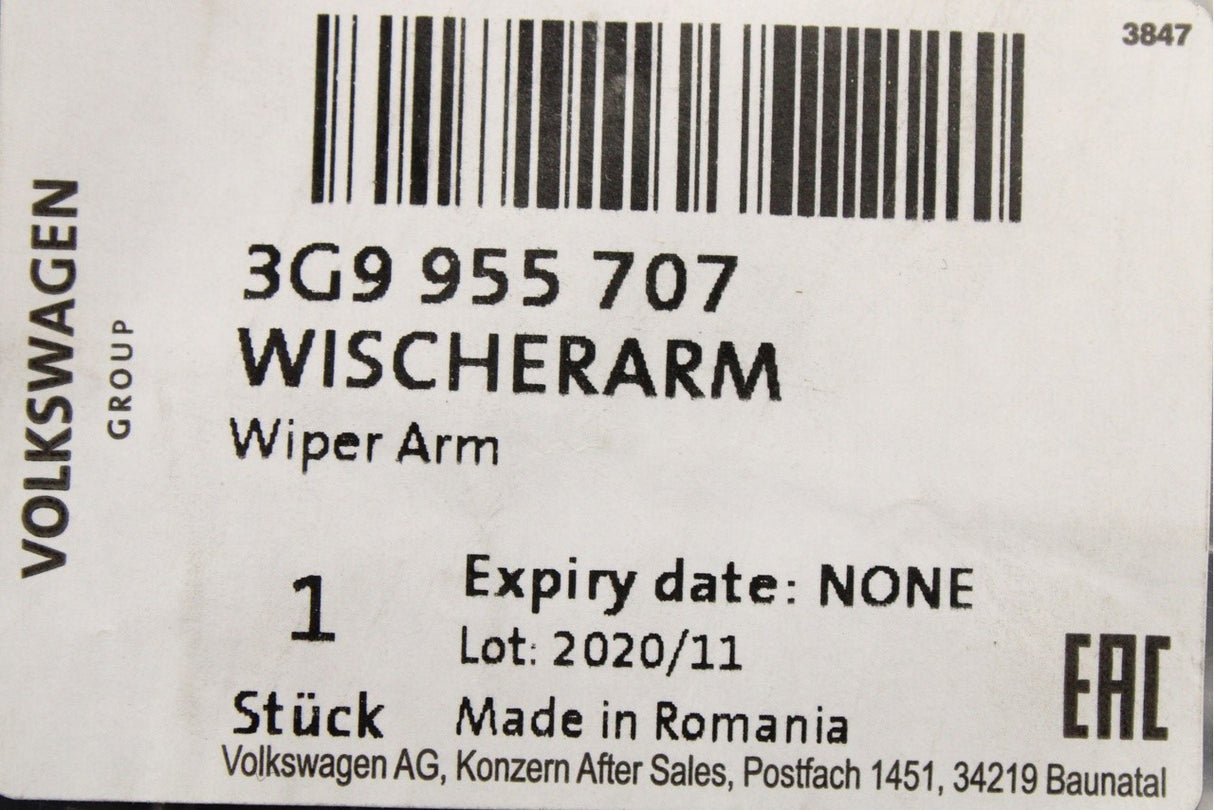 3847
VOLKSWAGEN
GROUP
3G9 955 707
WISCHERARM
Wiper Arm
1
Stück
Expiry date: NONE
Lot: 2020/11
Made in Romania
EAC
Volkswagen AG, Konzern After Sales, Postfach 1451, 34219 Baunatal